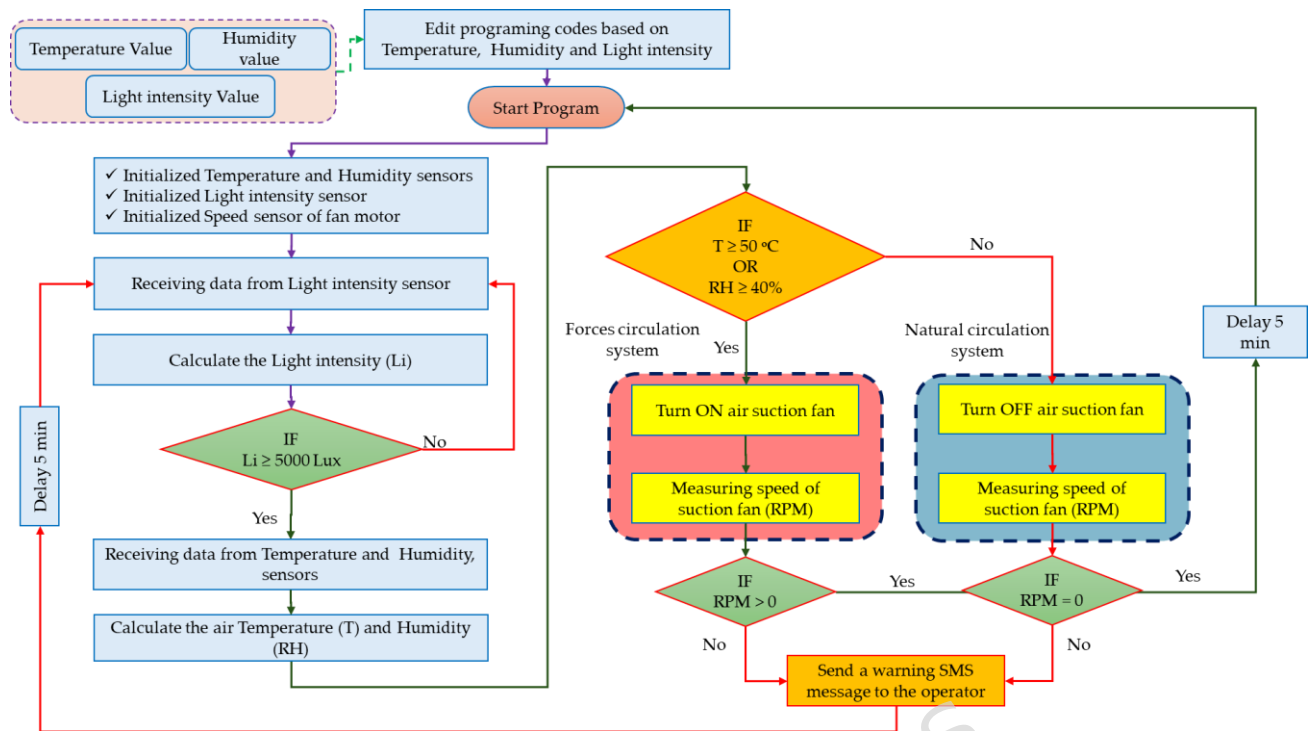 Temperature Value
Humidity
value
Light intensity Value
Edit programing codes based on
Temperature, Humidity and Light intensity
Start Program
✓ Initialized Temperature and Humidity sensors
✓ Initialized Light intensity sensor
✓ Initialized Speed sensor of fan motor
Receiving data from Light intensity sensor
Calculate the Light intensity (Li)
IF
Li ≥ 5000 Lux
No
Yes
Delay 5 min
Receiving data from Temperature and Humidity,
sensors
Calculate the air Temperature (T) and Humidity
(RH)
IF
T ≥ 50 °C
OR
RH ≥ 40%
No
Yes
Forces circulation
system
Natural circulation
system
Turn ON air suction fan
Measuring speed of
suction fan (RPM)
Turn OFF air suction fan
Measuring speed of
suction fan (RPM)
IF
RPM > 0
Yes
IF
RPM = 0
Yes
No
No
Send a warning SMS
message to the operator
Delay 5
min